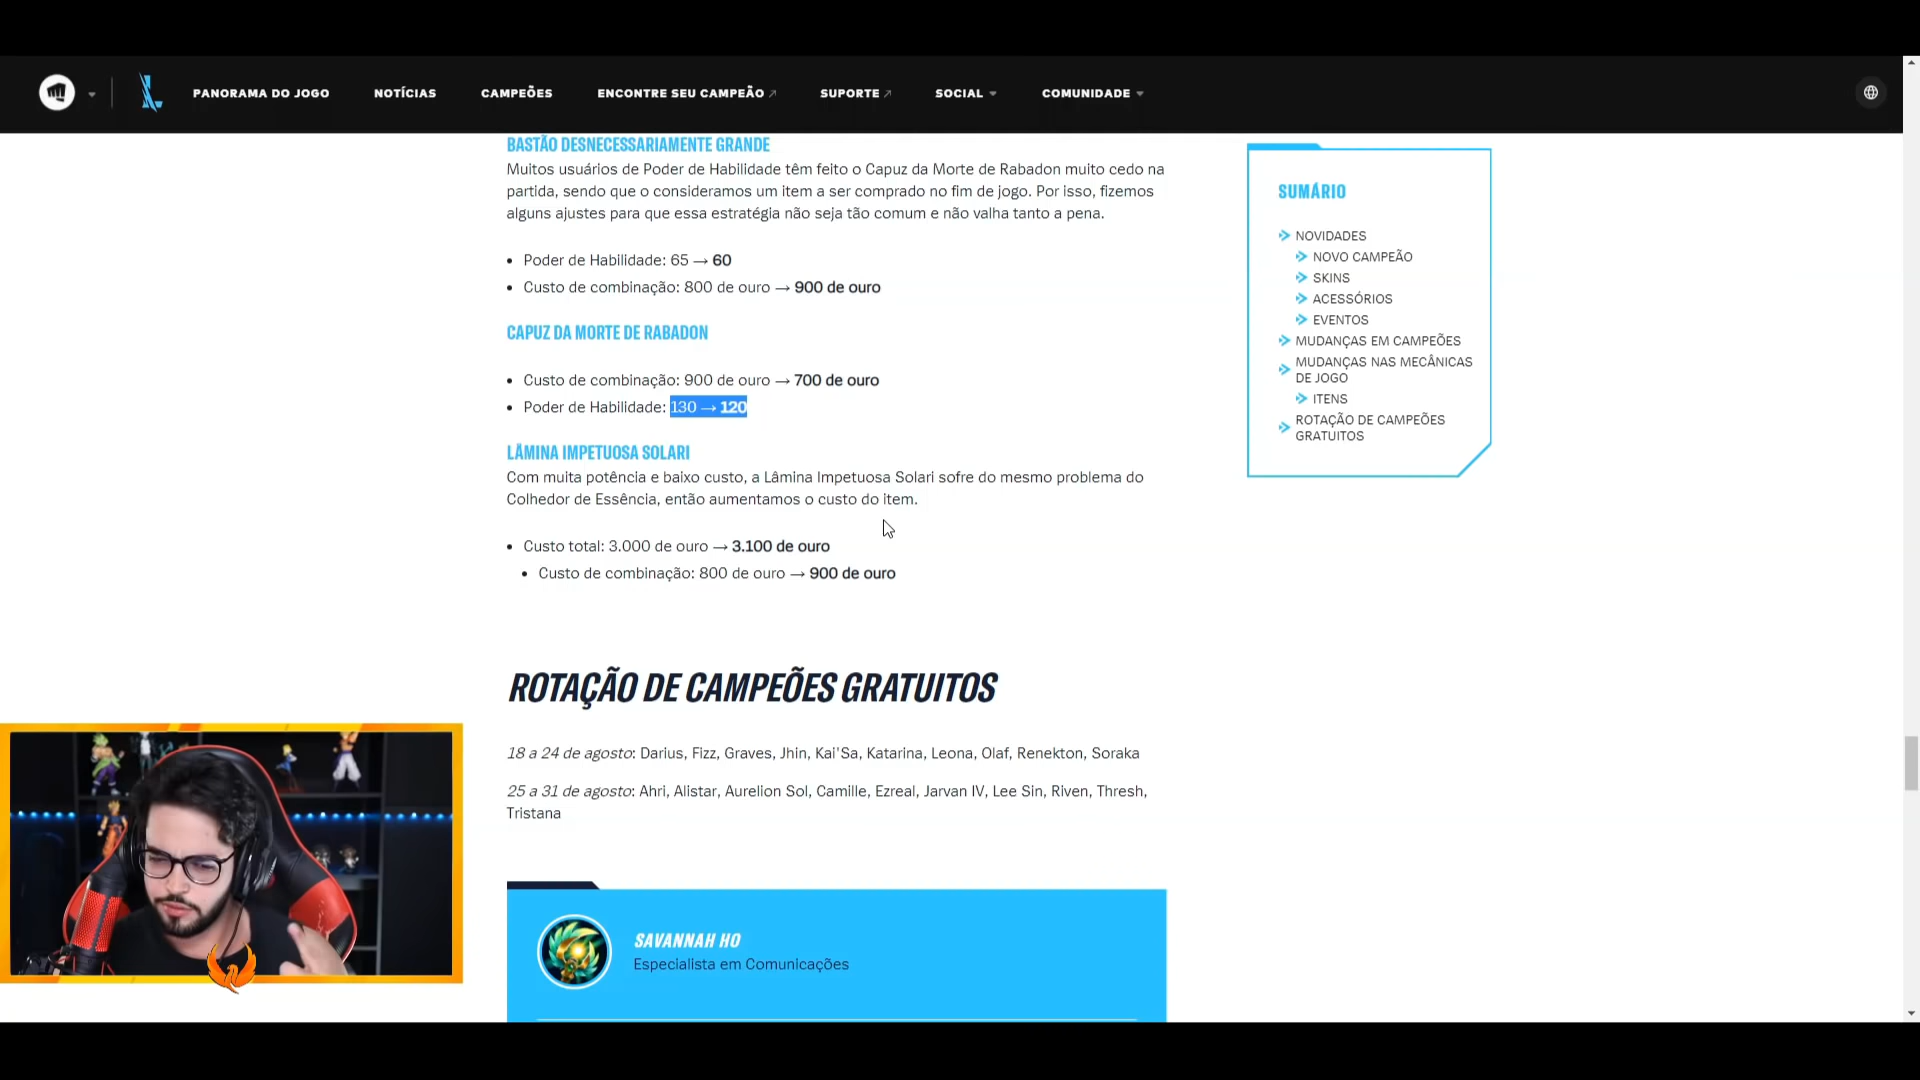 PANORAMA DO JOGO
NOTÍCIAS
CAMPEÕES
ENCONTRE SEU CAMPEÃO
SUPORTE
SOCIAL
COMUNIDADE
BASTÃO DESNECESSARIAMENTE GRANDE
Muitos usuários de Poder de Habilidade têm feito o Capuz da Morte de Rabadon muito cedo na
partida, sendo que o consideramos um item a ser comprado no fim de jogo. Por isso, fizemos
alguns ajustes para que essa estratégia não seja tão comum e não valha tanto a pena.
• Poder de Habilidade: 65 → 60
• Custo de combinação: 800 de ouro → 900 de ouro
CAPUZ DA MORTE DE RABADON
• Custo de combinação: 900 de ouro → 700 de ouro
• Poder de Habilidade: 130 → 120
LÂMINA IMPETUOSA SOLARI
Com muita potência e baixo custo, a Lâmina Impetuosa Solari sofre do mesmo problema do
Colhedor de Essência, então aumentamos o custo do item.
• Custo total: 3.000 de ouro → 3.100 de ouro
• Custo de combinação: 800 de ouro → 900 de ouro
ROTAÇÃO DE CAMPEÕES GRATUITOS
18 a 24 de agosto: Darius, Fizz, Graves, Jhin, Kai'Sa, Katarina, Leona, Olaf, Renekton, Soraka
25 a 31 de agosto: Ahri, Alistar, Aurelion Sol, Camille, Ezreal, Jarvan IV, Lee Sin, Riven, Thresh,
Tristana
SAVANNAH HO
Especialista em Comunicações
SUMÁRIO
NOVIDADES
NOVO CAMPEÃO
SKINS
ACESSÓRIOS
EVENTOS
MUDANÇAS EM CAMPEÕES
MUDANÇAS NAS MECÂNICAS
DE JOGO
ITENS
ROTAÇÃO DE CAMPEÕES
GRATUITOS